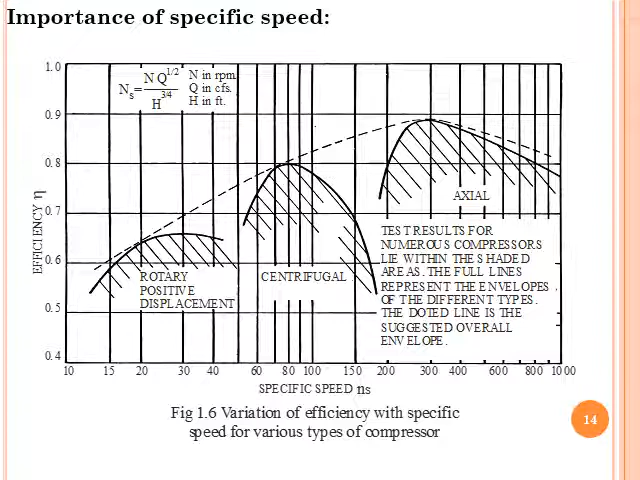 Importance of specific speed:
1.0
0.9
0.8
0.7
0.6
0.5
0.4
EFFICIENCY η
Ns= N Q1/2
H3/4
N in rpm.
Q in cfs.
H in ft.
ROTARY
POSITIVE
DISPLACEMENT
CENTRIFUGAL
AXIAL
TEST RESULTS FOR
NUMEROUS COMPRESSORS
LIE WITHIN THE SHADED
AREAS. THE FULL LINES
REPRESENT THE ENVELOPES
OF THE DIFFERENT TYPES.
THE DOTED LINE IS THE
SUGGESTED OVERALL
ENVELOPE.
10 15 20 30 40 60 80 100 150 200 300 400 600 800 1000
SPECIFIC SPEED ns
Fig 1.6 Variation of efficiency with specific
speed for various types of compressor
14